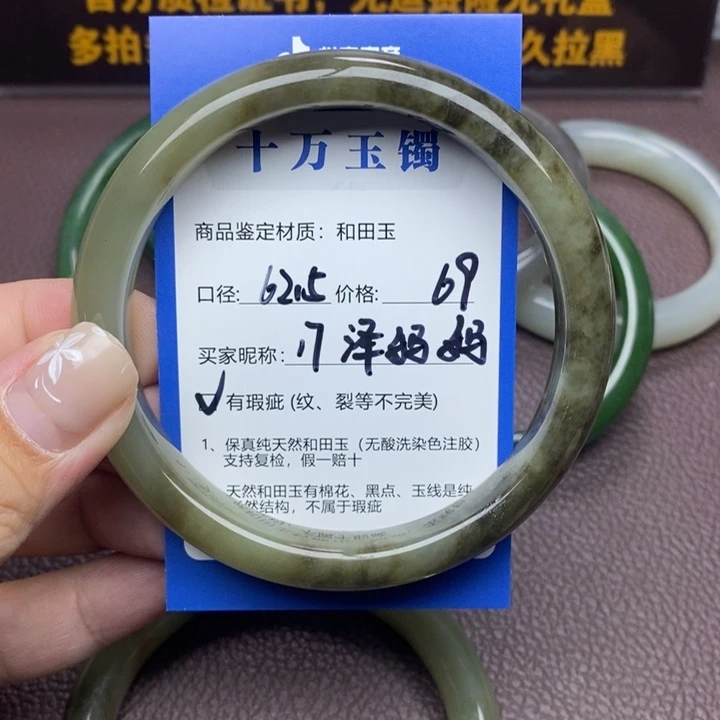 多拍
久拉黑
十万玉镯
商品鉴定材质：和田玉
口径: 62.5 价格: 69
买家昵称: 泽妈妈
√有瑕疵 (纹、裂等不完美)
1、保真纯天然和田玉（无酸洗染色注胶）
支持复检，假一赔十
天然和田玉有棉花、黑点、玉线是纯
然结构，不属于瑕疵